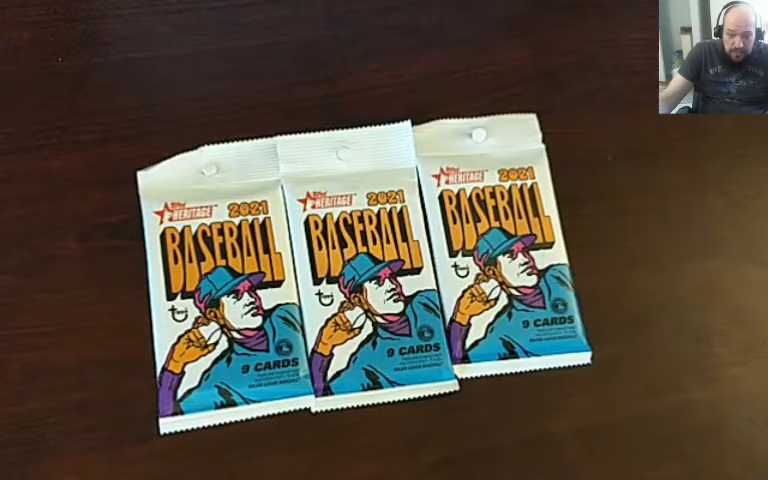 Topps
HERITAGE
2021
BASEBALL
9 CARDS
Topps
HERITAGE
2021
BASEBALL
9 CARDS
Topps
HERITAGE
2021
BASEBALL
9 CARDS